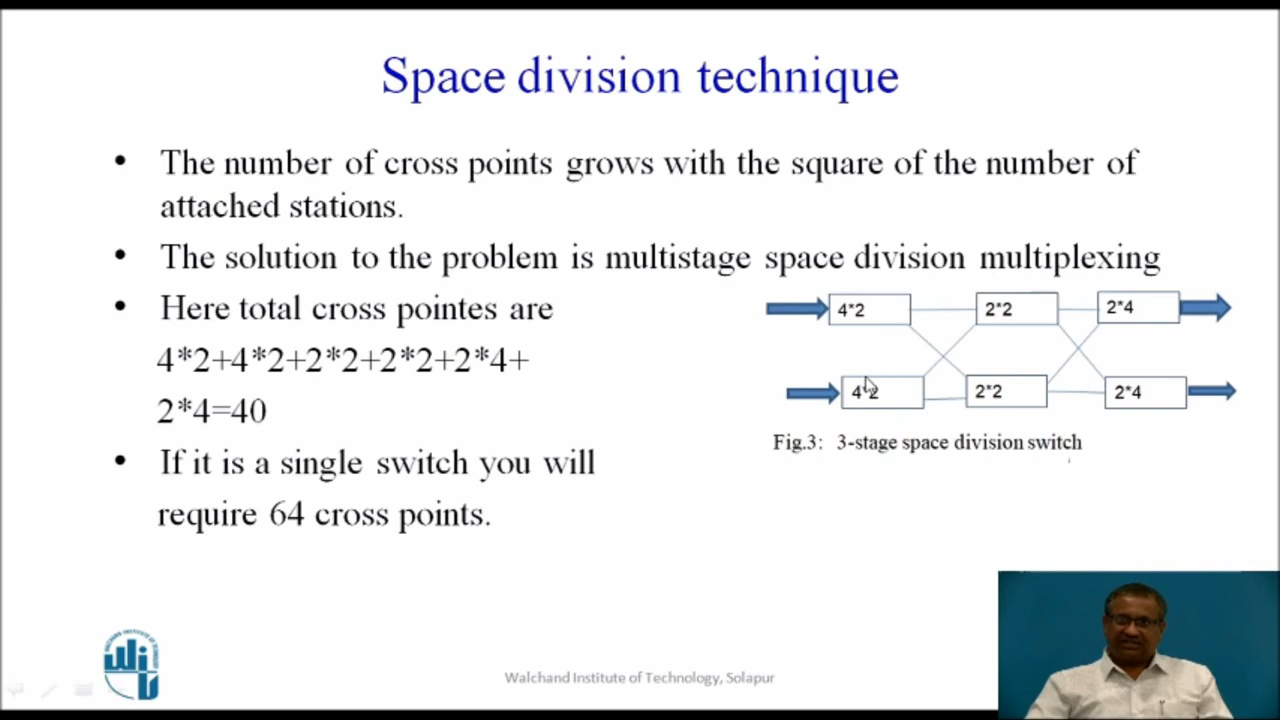 Space division technique
• The number of cross points grows with the square of the number of
attached stations.
• The solution to the problem is multistage space division multiplexing
• Here total cross pointes are
4*2+4*2+2*2+2*2+2*4+
2*4=40
• If it is a single switch you will
require 64 cross points.
4*2 2*2 2*4
4*2 2*2 2*4
Fig.3: 3-stage space division switch
Walchand Institute of Technology, Solapur